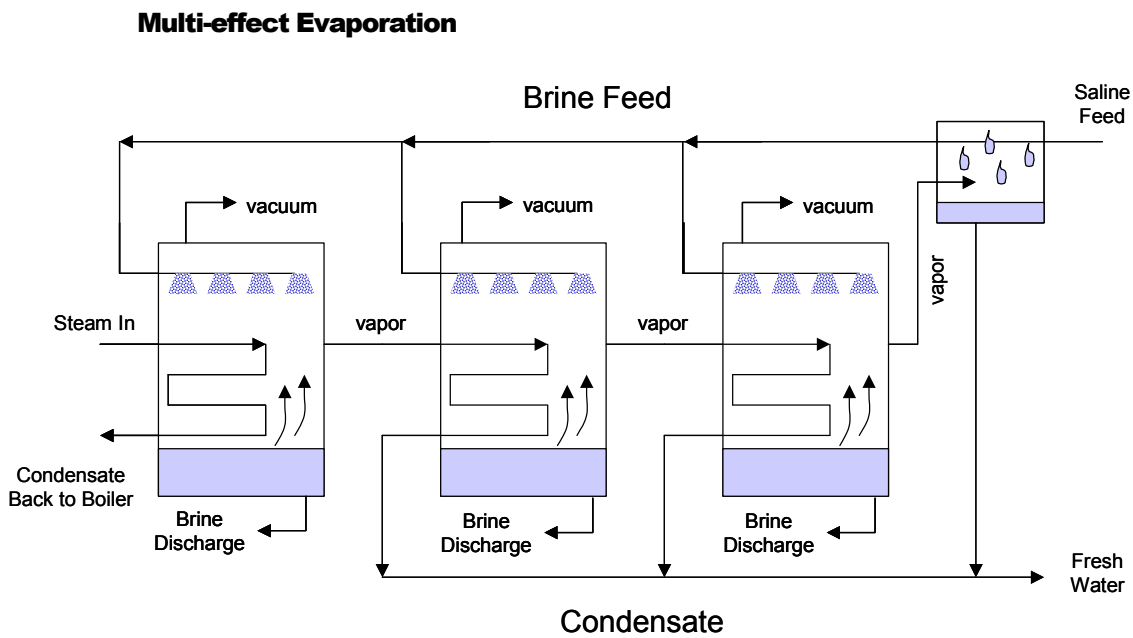 Multi-effect Evaporation
Brine Feed
Saline
Feed
vacuum
vacuum
vacuum
Steam In
vapor
vapor
vapor
Condensate
Back to Boiler
Brine
Discharge
Brine
Discharge
Brine
Discharge
Fresh
Water
Condensate